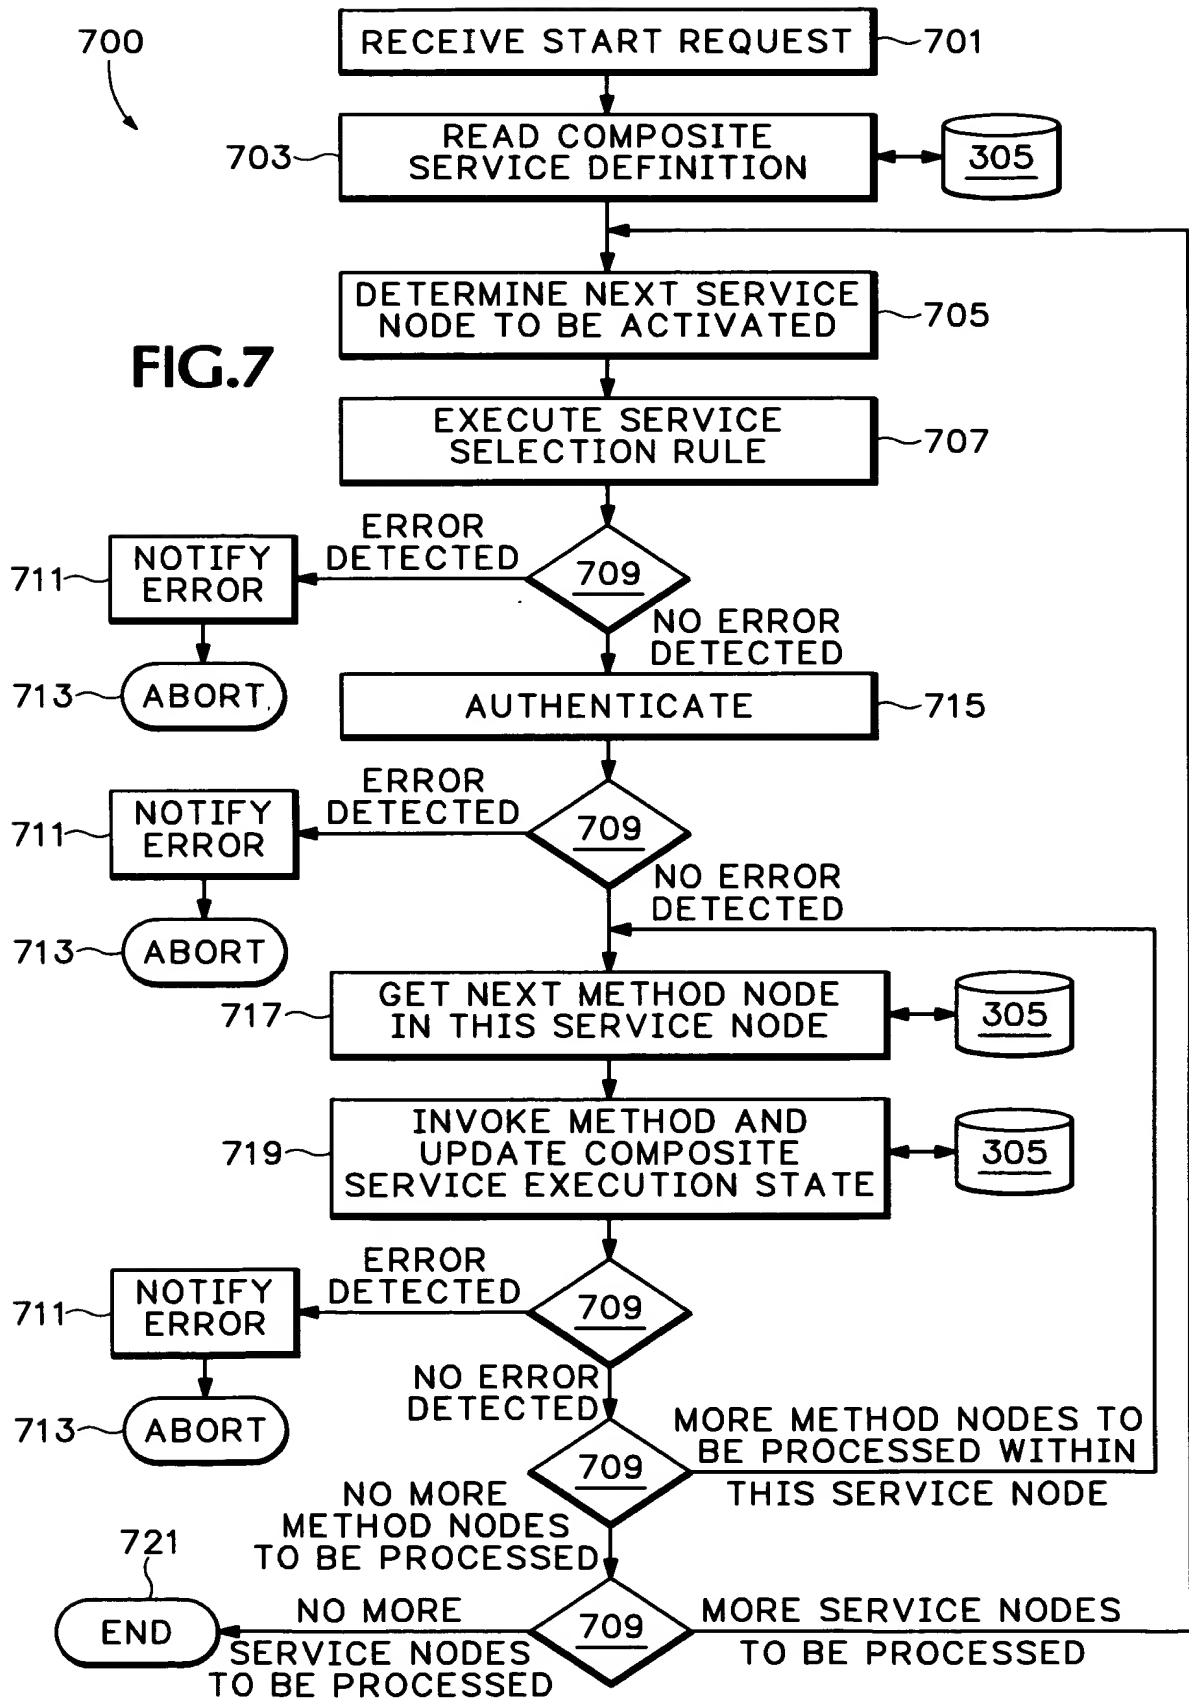 700
RECEIVE START REQUEST
701
703
READ COMPOSITE
SERVICE DEFINITION
305
DETERMINE NEXT SERVICE
NODE TO BE ACTIVATED
705
FIG.7
EXECUTE SERVICE
SELECTION RULE
707
ERROR
DETECTED
709
711
NOTIFY
ERROR
NO ERROR
DETECTED
713
ABORT
AUTHENTICATE
715
ERROR
DETECTED
709
711
NOTIFY
ERROR
NO ERROR
DETECTED
713
ABORT
717
GET NEXT METHOD NODE
IN THIS SERVICE NODE
305
719
INVOKE METHOD AND
UPDATE COMPOSITE
SERVICE EXECUTION STATE
305
ERROR
DETECTED
709
711
NOTIFY
ERROR
NO ERROR
DETECTED
713
ABORT
709
MORE METHOD NODES TO
BE PROCESSED WITHIN
THIS SERVICE NODE
NO MORE
METHOD NODES
TO BE PROCESSED
721
END
NO MORE
SERVICE NODES
TO BE PROCESSED
709
MORE SERVICE NODES
TO BE PROCESSED